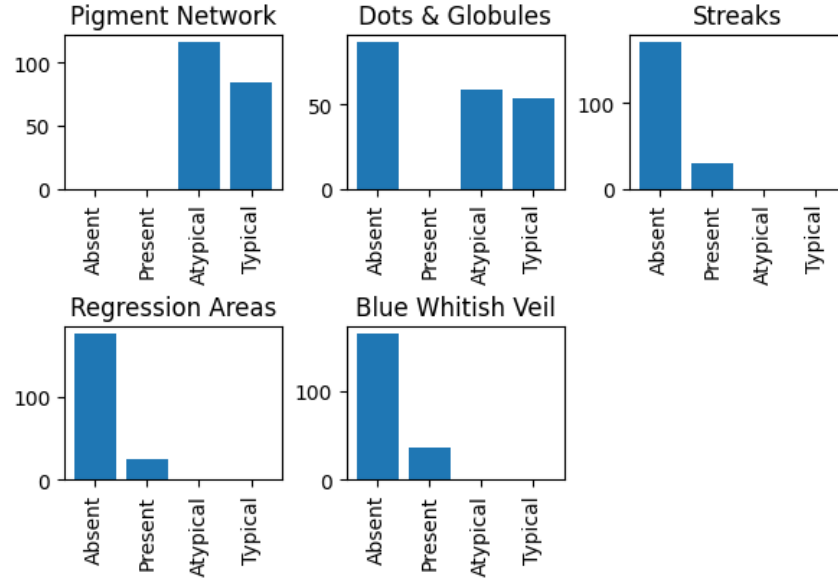 Pigment Network
100
50
0
Absent
Present
Atypical
Typical
Dots & Globules
50
0
Absent
Present
Atypical
Typical
Streaks
100
0
Absent
Present
Atypical
Typical
Regression Areas
100
0
Absent
Present
Atypical
Typical
Blue Whitish Veil
100
0
Absent
Present
Atypical
Typical